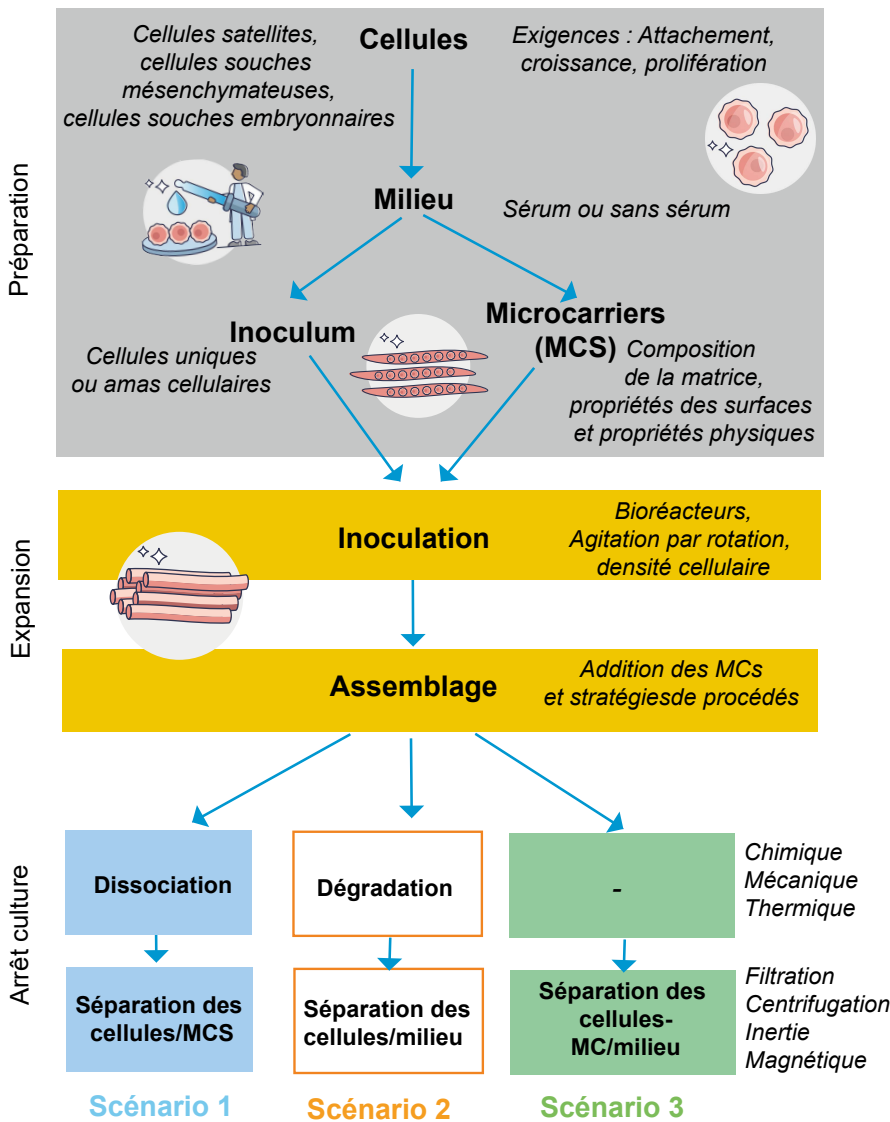 Préparation
Cellules satellites,
cellules souches
mésenchymateuses,
cellules souches embryonnaires
Cellules
Exigences : Attachement,
croissance, prolifération
Milieu
Sérum ou sans sérum
Inoculum
Cellules uniques
ou amas cellulaires
Microcarriers
(MCS)
Composition
de la matrice,
propriétés des surfaces
et propriétés physiques
Expansion
Inoculation
Bioréacteurs,
Agitation par rotation,
densité cellulaire
Assemblage
Addition des MCs
et stratégiesde procédés
Arrêt culture
Dissociation
Dégradation
-
Chimique
Mécanique
Thermique
Séparation des
cellules/MCS
Séparation des
cellules/milieu
Séparation des
cellules-
MC/milieu
Filtration
Centrifugation
Inertie
Magnétique
Scénario 1
Scénario 2
Scénario 3